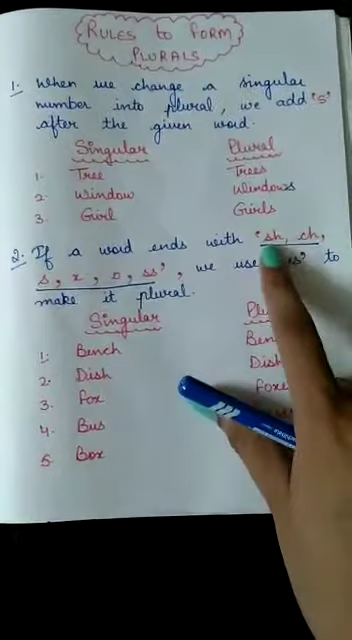 RULES TO FORM
PLURALS
1. When we change a singular
number into plural, we add 's'
after the given word.
Singular Plural
1. Tree Trees
2. Window Windows
3. Girl Girls
2. If a word ends with 'sh, ch,
s, x, o, ss', we use to
make it plural.
Singular
1. Bench
2. Dish
3. Fox
4. Bus
5. Box